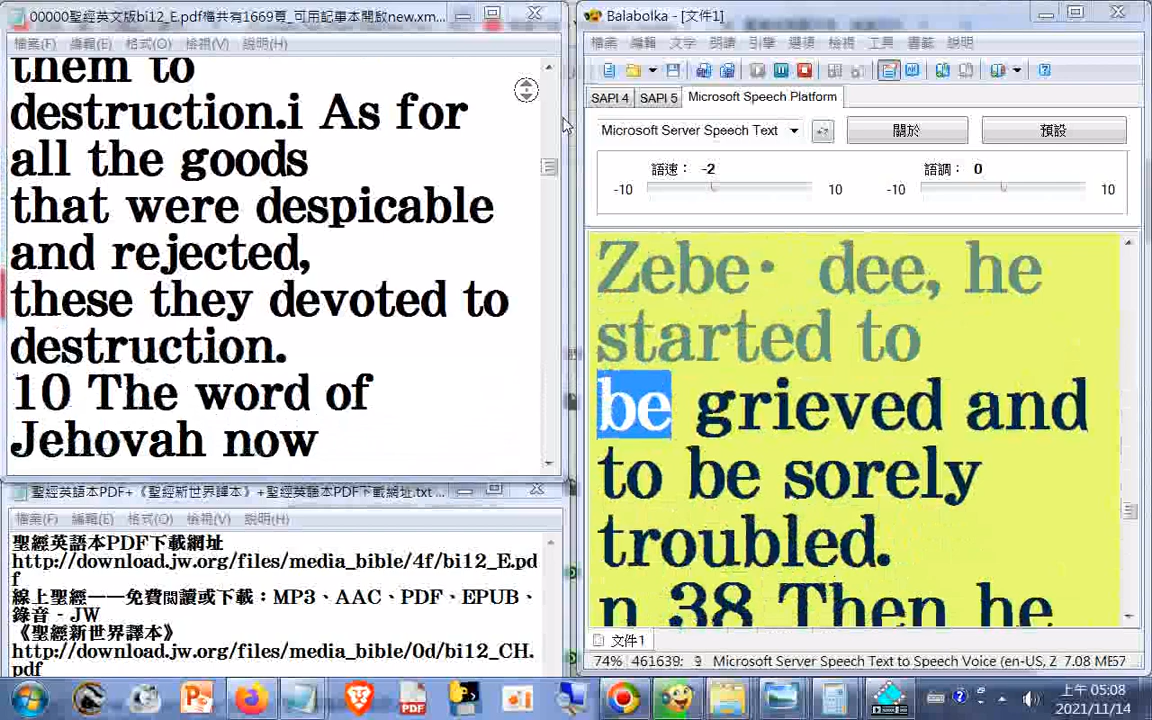 00000聖經英文版bi12_E.pdf檔共有1669頁_可用記事本開啟new.xm...
檔案(F) 編輯(E) 格式(O) 檢視(V) 說明(H)
them to
destruction.i As for
all the goods
that were despicable
and rejected,
these they devoted to
destruction.
10 The word of
Jehovah now
聖經英語本PDF+《聖經新世界譯本》+聖經英語本PDF下載網址.txt ...
檔案(F) 編輯(E) 格式(O) 檢視(V) 說明(H)
聖經英語本PDF下載網址
http://download.jw.org/files/media_bible/4f/bi12_E.pd
f
線上聖經——免費閱讀或下載：MP3、AAC、PDF、EPUB、
錄音 - JW
《聖經新世界譯本》
http://download.jw.org/files/media_bible/0d/bi12_CH.
pdf
Balabolka - [文件1]
檔案 編輯 文字 朗讀 引擎 選項 檢視 工具 書籤 說明
SAPI 4 SAPI 5 Microsoft Speech Platform
Microsoft Server Speech Text 關於 預設
語速： -2 語調： 0
-10 10 -10 10
Zebe· dee, he
started to
be grieved and
to be sorely
troubled.
n 38 Then he
文件1
74% 461639: 9 Microsoft Server Speech Text to Speech Voice (en-US, Z 7.08 ME57
上午 05:08
2021/11/14